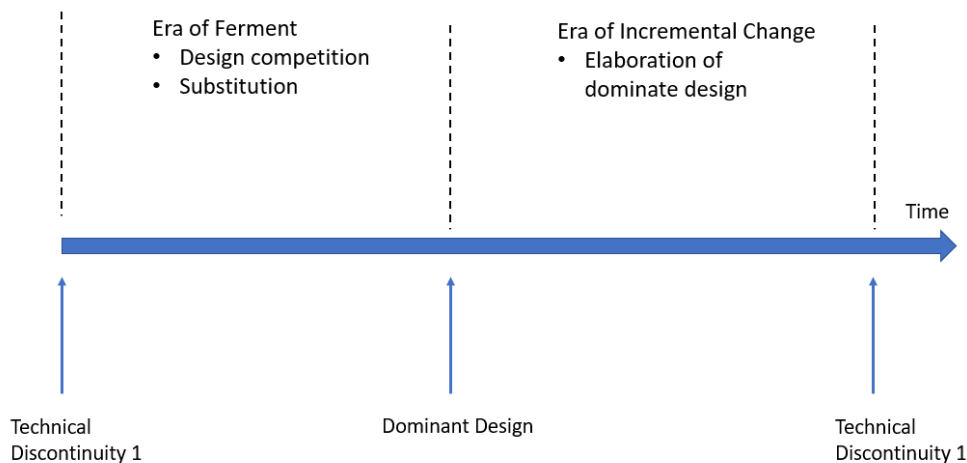 Era of Ferment
• Design competition
• Substitution
Era of Incremental Change
• Elaboration of
dominate design
Time
Technical
Discontinuity 1
Dominant Design
Technical
Discontinuity 1